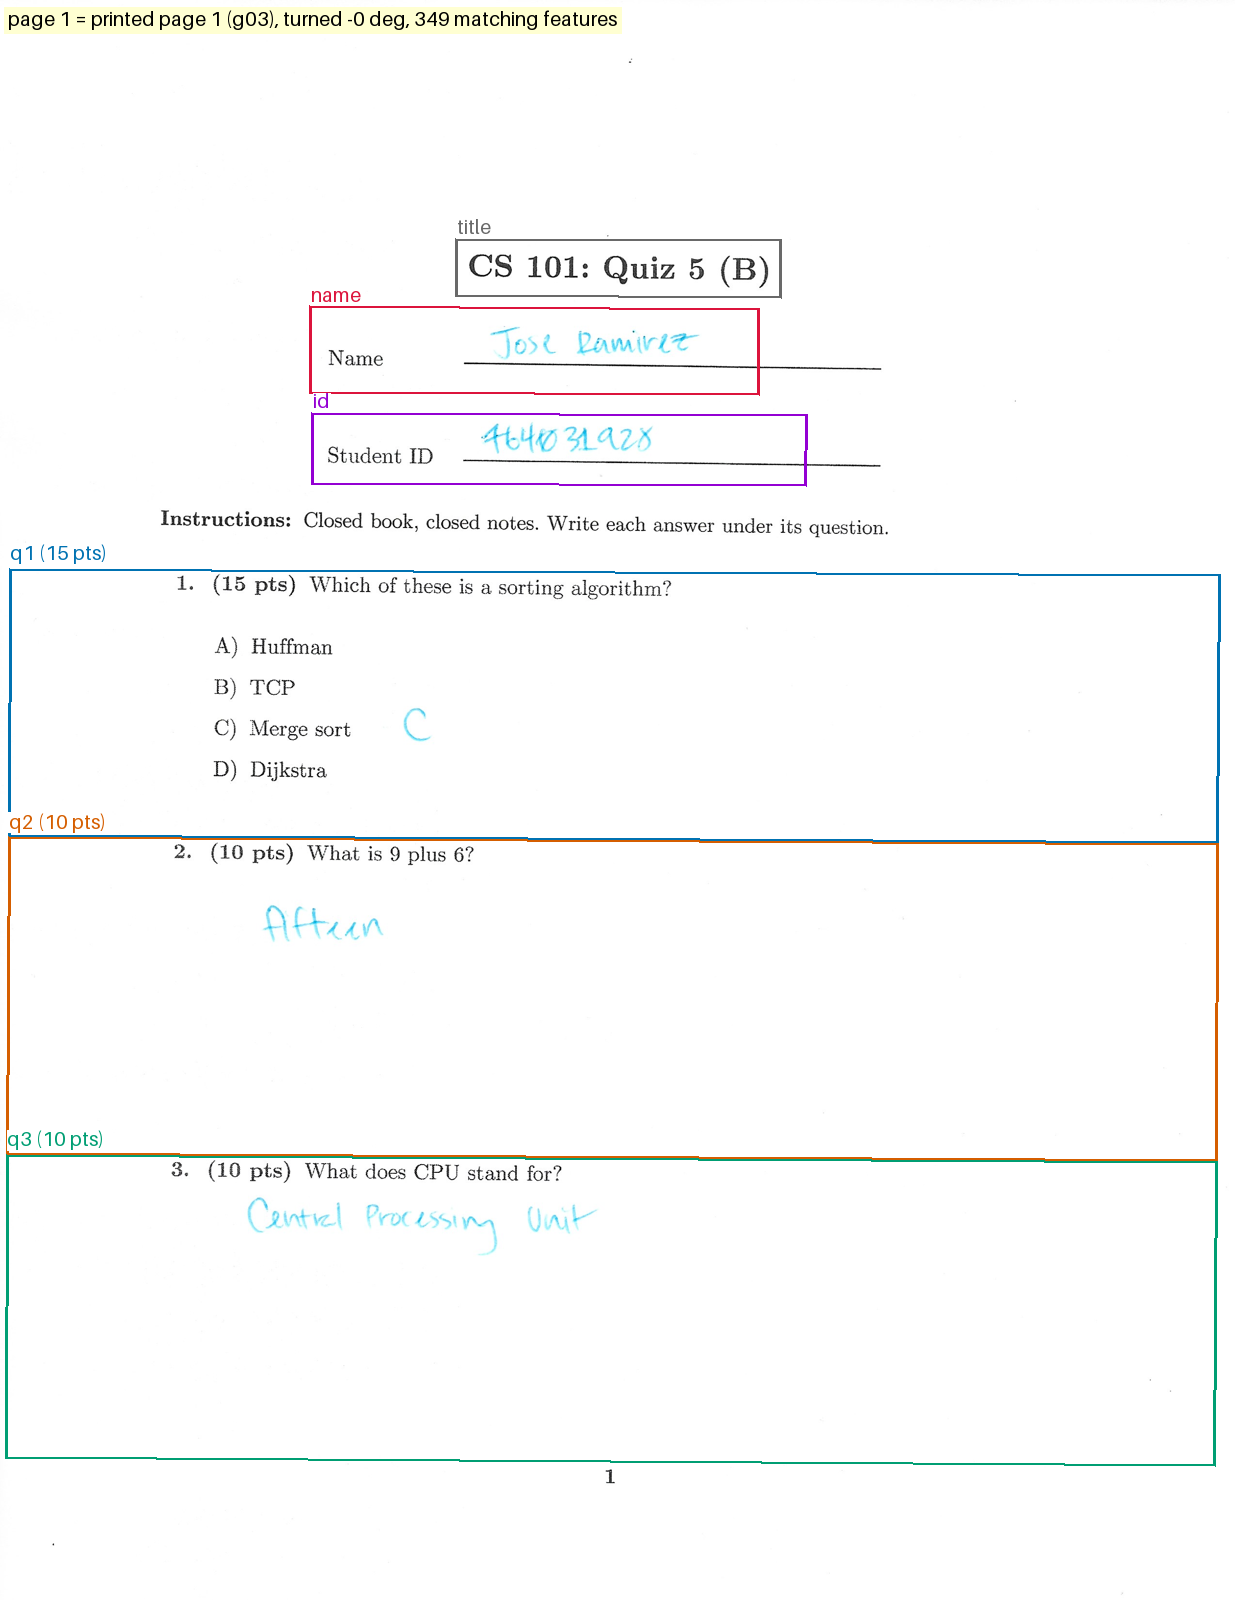 page 1 = printed page 1 (g03), turned -0 deg, 349 matching features
title
CS 101: Quiz 5 (B)
name
Name Jose Ramirez
id
Student ID
Instructions: Closed book, closed notes. Write each answer under its question.
q1 (15 pts)
1. (15 pts) Which of these is a sorting algorithm?
A) Huffman
B) TCP
C) Merge sort C
D) Dijkstra
q2 (10 pts)
2. (10 pts) What is 9 plus 6?
fifteen
q3 (10 pts)
3. (10 pts) What does CPU stand for?
Central Processing Unit
1